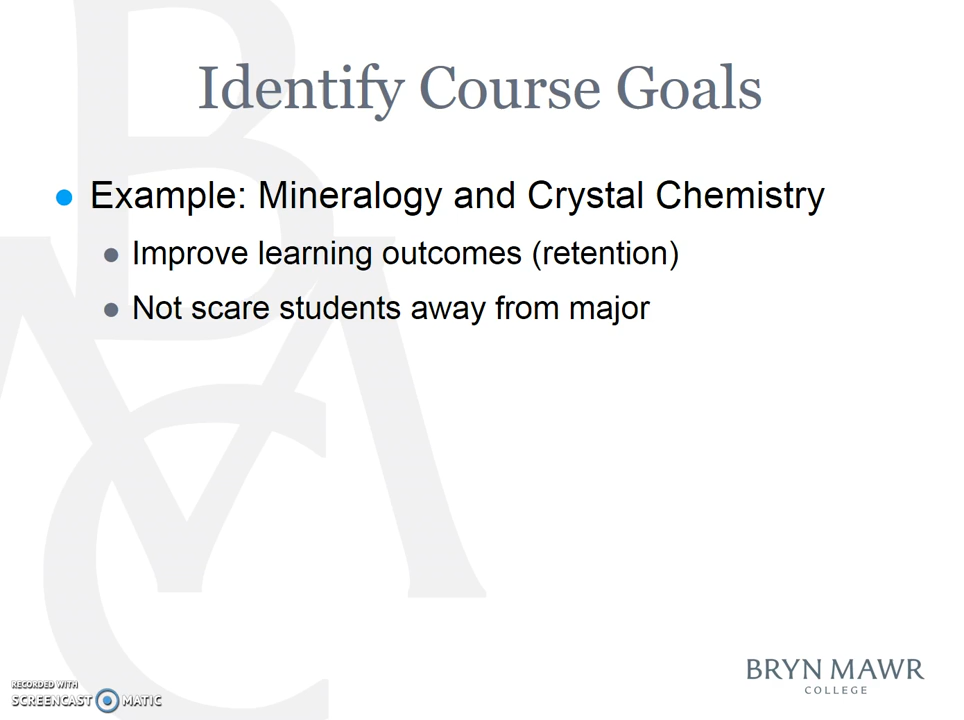 Identify Course Goals
Example: Mineralogy and Crystal Chemistry
Improve learning outcomes (retention)
Not scare students away from major
BRYN MAWR
COLLEGE
RECORDED WITH
SCREENCAST MATIC